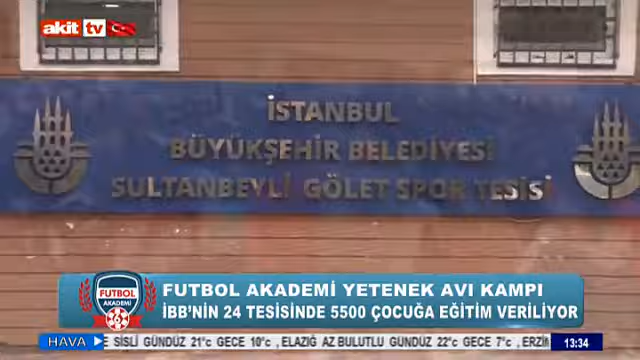 akit tv
İSTANBUL
BÜYÜKŞEHİR BELEDİYESİ
SULTANBEYLİ GÖLET SPOR TESİSİ
FUTBOL
AKADEMİ
FUTBOL AKADEMİ YETENEK AVI KAMPI
İBB'NİN 24 TESİSİNDE 5500 ÇOCUĞA EĞİTİM VERİLİYOR
HAVA
E SİSLİ GÜNDÜZ 21°c GECE 10°c , ELAZIĞ AZ BULUTLU GÜNDÜZ 22°c GECE 7°c , ERZİN
13:34